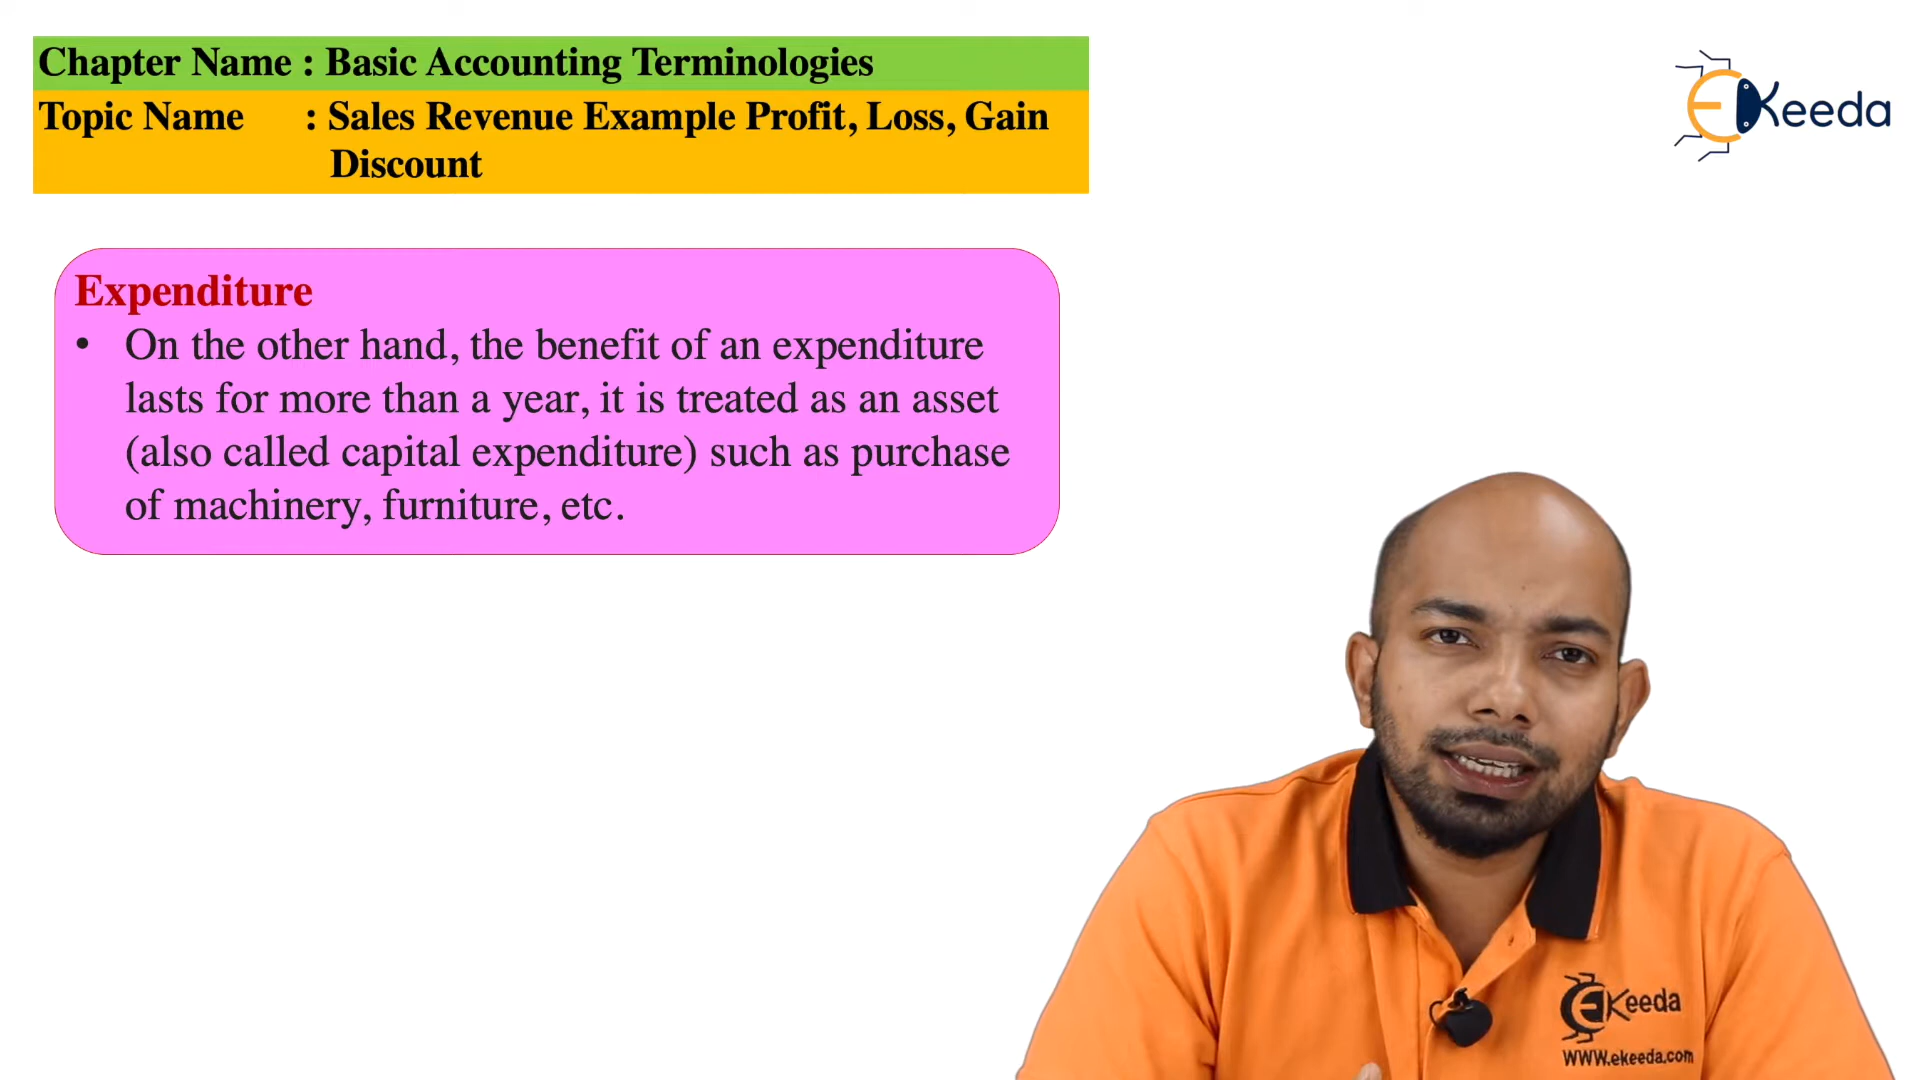 Chapter Name : Basic Accounting Terminologies
Topic Name : Sales Revenue Example Profit, Loss, Gain
Discount
EKeeda
Expenditure
• On the other hand, the benefit of an expenditure
lasts for more than a year, it is treated as an asset
(also called capital expenditure) such as purchase
of machinery, furniture, etc.
EKeeda
WWW.ekeeda.com